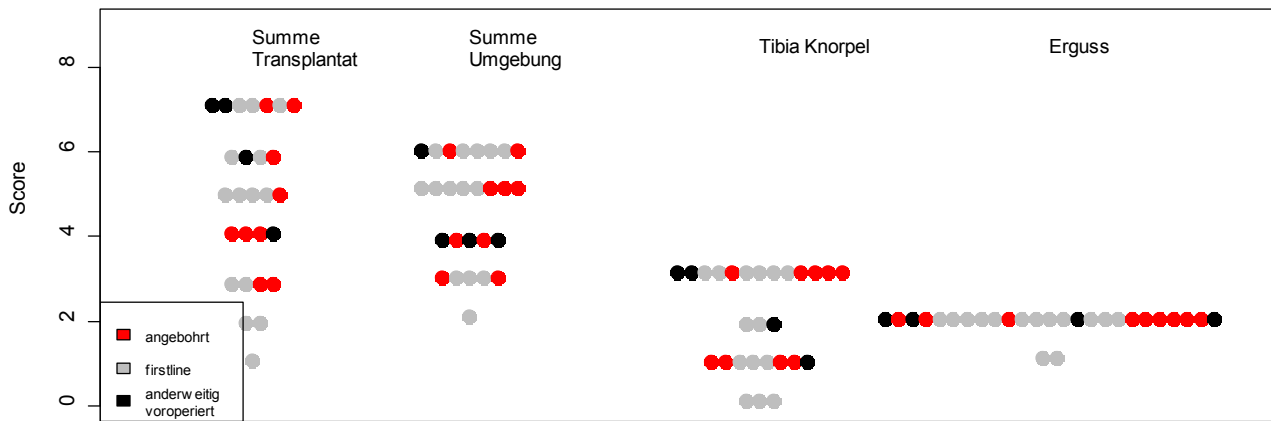 Summe
Transplantat
Summe
Umgebung
Tibia Knorpel
Erguss
Score
8
6
4
2
0
angebohrt
firstline
anderweitig
voroperiert